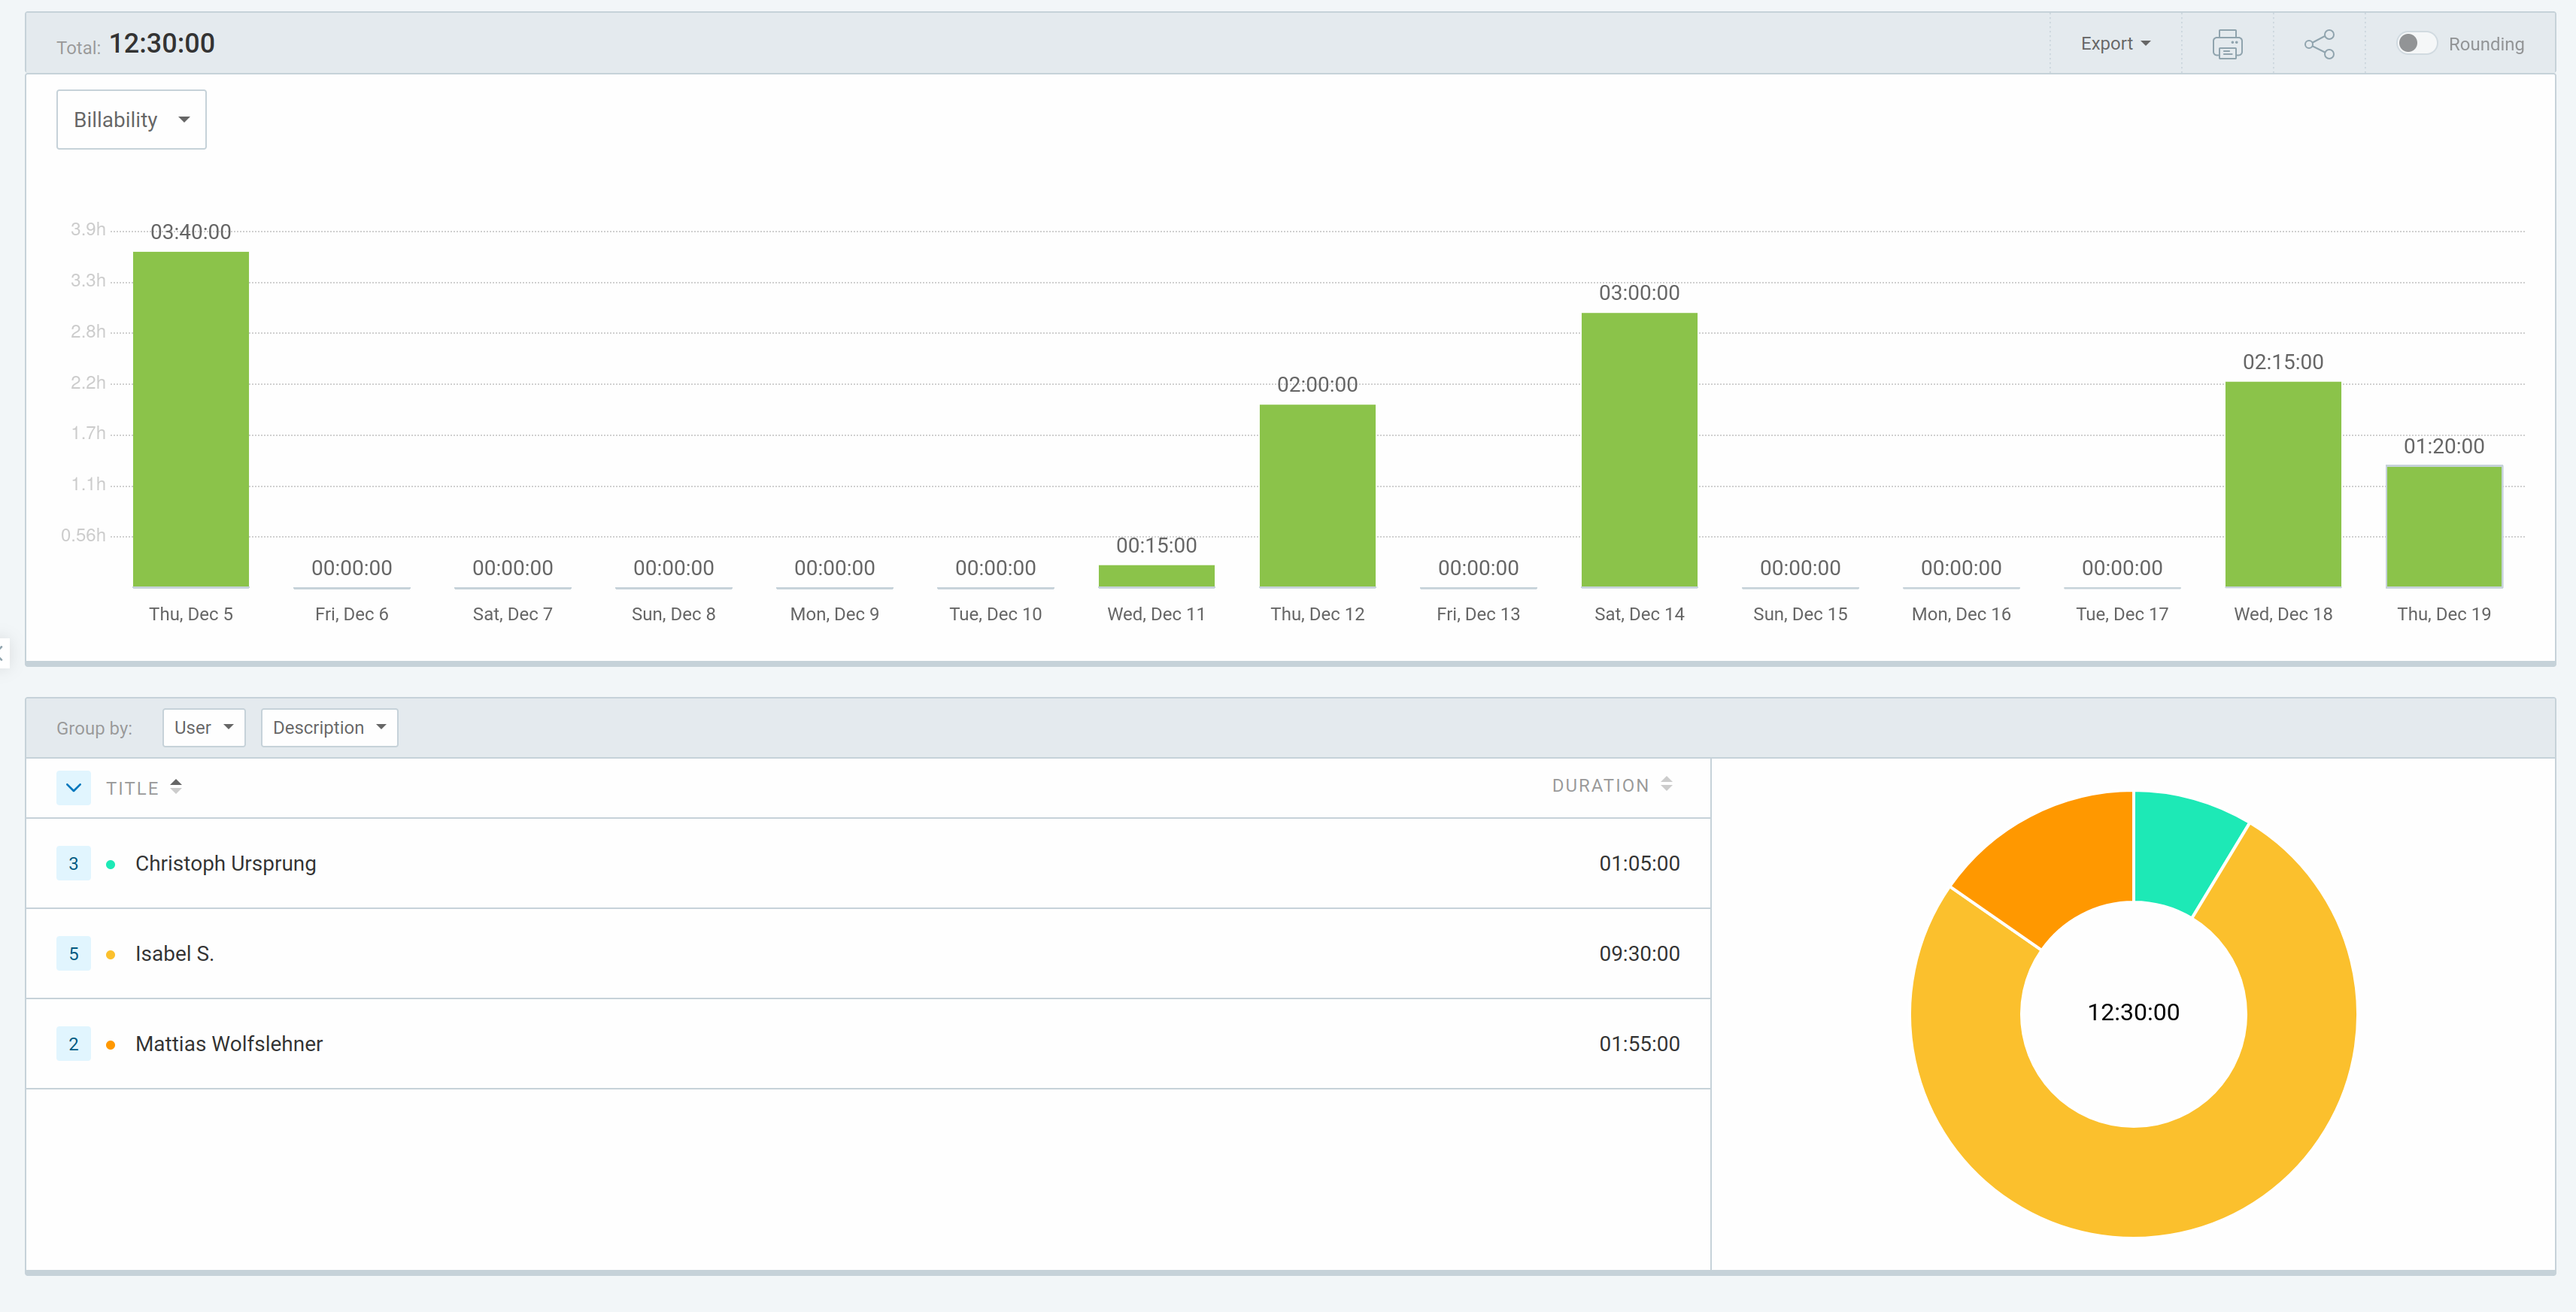 Total: 12:30:00
Export
Rounding
Billability
3.9h
3.3h
2.8h
2.2h
1.7h
1.1h
0.56h
03:40:00
00:00:00
00:00:00
00:00:00
00:00:00
00:00:00
00:15:00
02:00:00
00:00:00
03:00:00
00:00:00
00:00:00
00:00:00
02:15:00
01:20:00
Thu, Dec 5
Fri, Dec 6
Sat, Dec 7
Sun, Dec 8
Mon, Dec 9
Tue, Dec 10
Wed, Dec 11
Thu, Dec 12
Fri, Dec 13
Sat, Dec 14
Sun, Dec 15
Mon, Dec 16
Tue, Dec 17
Wed, Dec 18
Thu, Dec 19
Group by: User Description
TITLE DURATION
3 Christoph Ursprung 01:05:00
5 Isabel S. 09:30:00
2 Mattias Wolfslehner 01:55:00
12:30:00